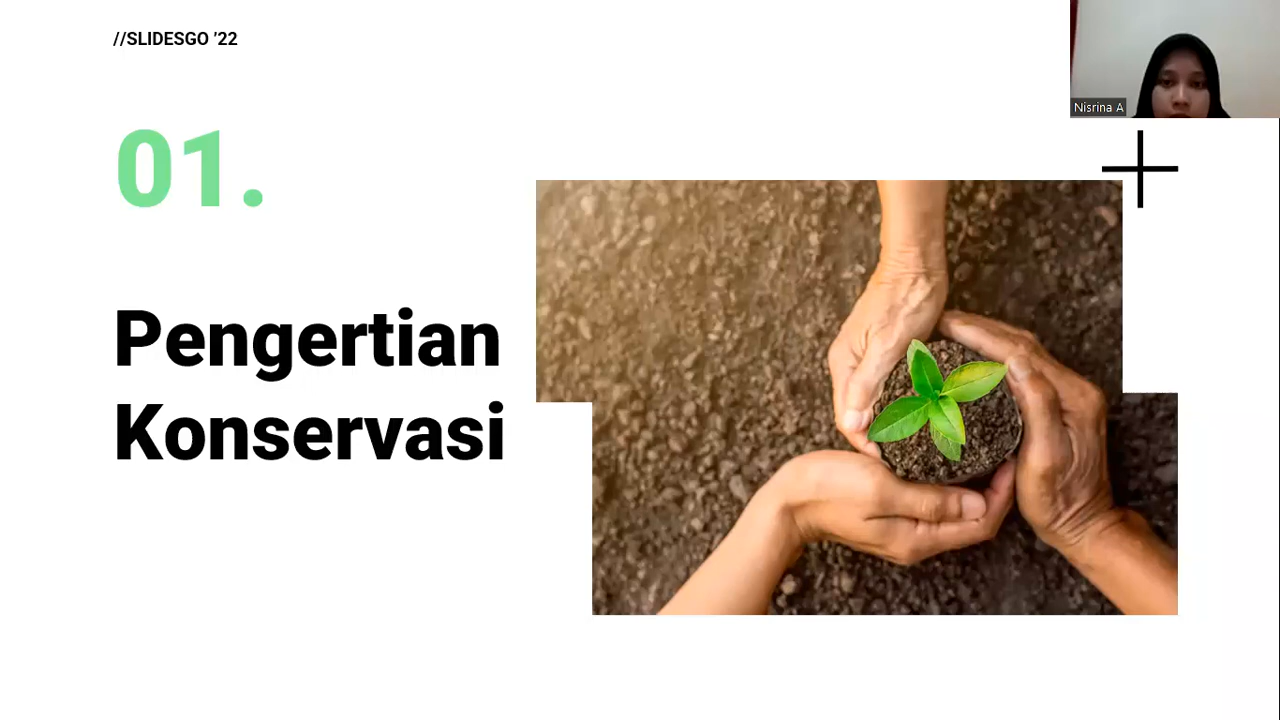 //SLIDESGO ’22
Nisrina A
01.
Pengertian
Konservasi